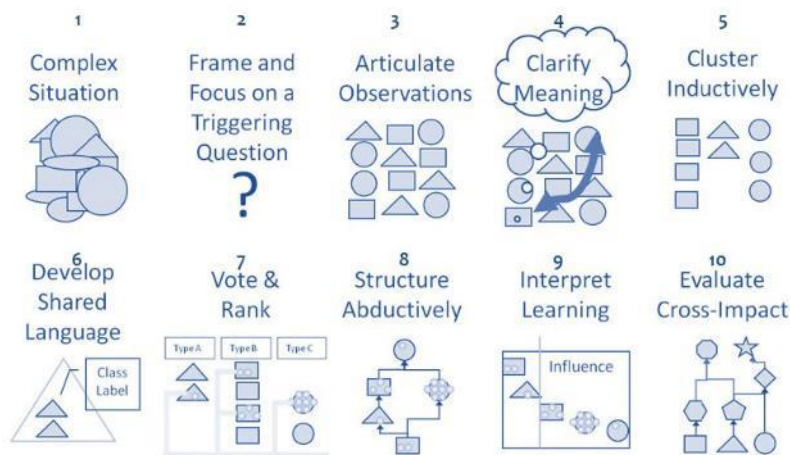 1
Complex
Situation
2
Frame and
Focus on a
Triggering
Question
?
3
Articulate
Observations
4
Clarify
Meaning
5
Cluster
Inductively
6
Develop
Shared
Language
Class
Label
7
Vote &
Rank
Type A
Type B
Type C
8
Structure
Abductively
9
Interpret
Learning
Influence
10
Evaluate
Cross-Impact